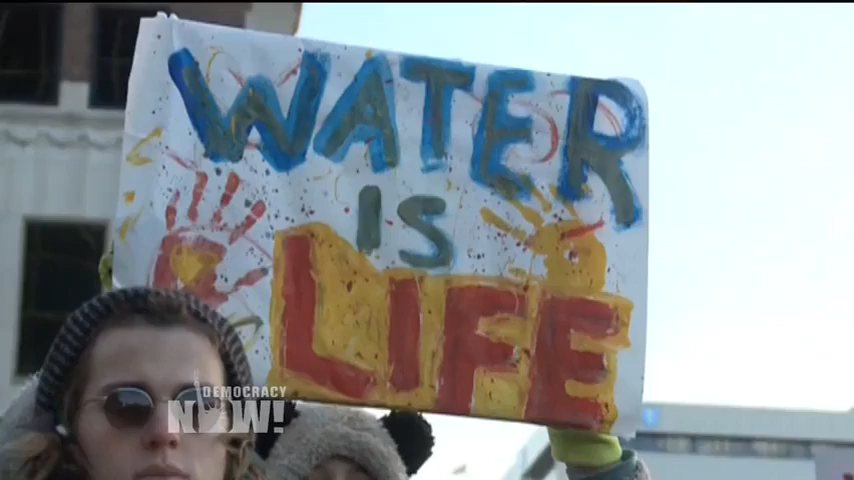 WATER
IS
LIFE
DEMOCRACY
NOW!